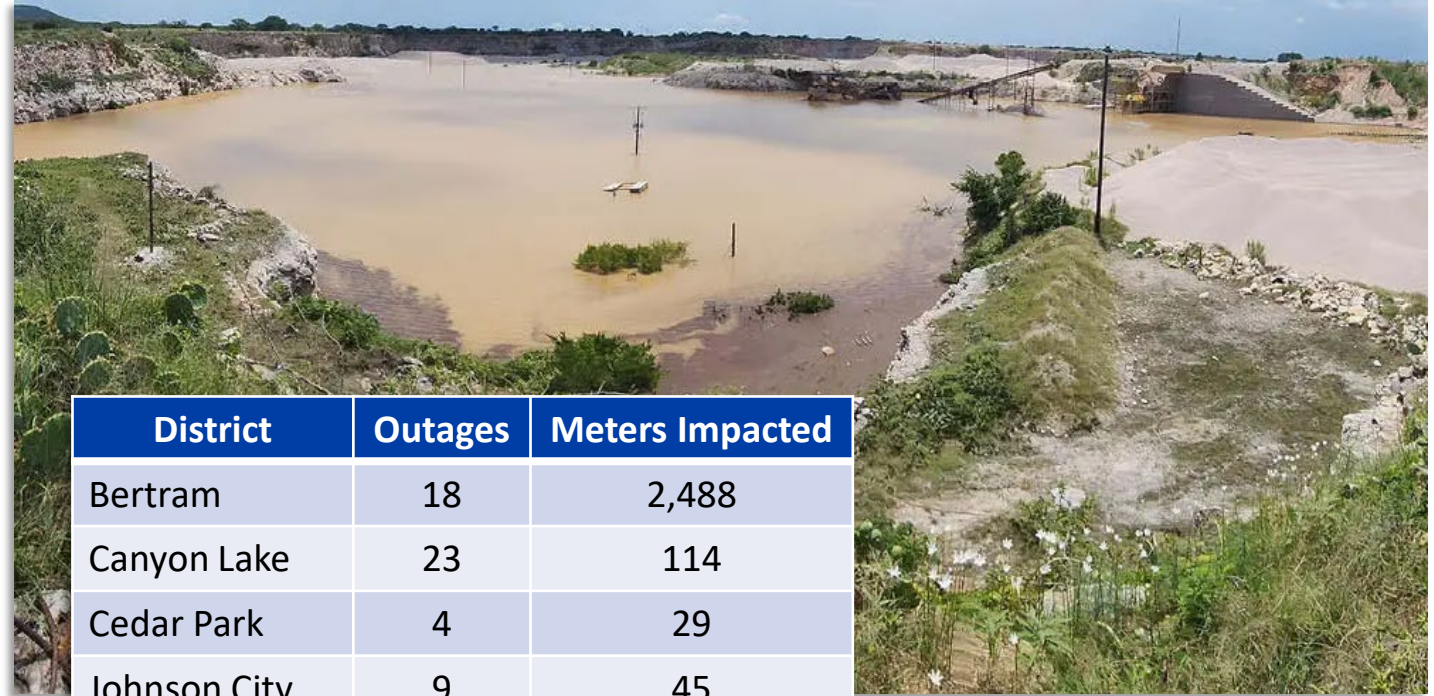 District Outages Meters Impacted
Bertram 18 2,488
Canyon Lake 23 114
Cedar Park 4 29
Johnson City 9 45